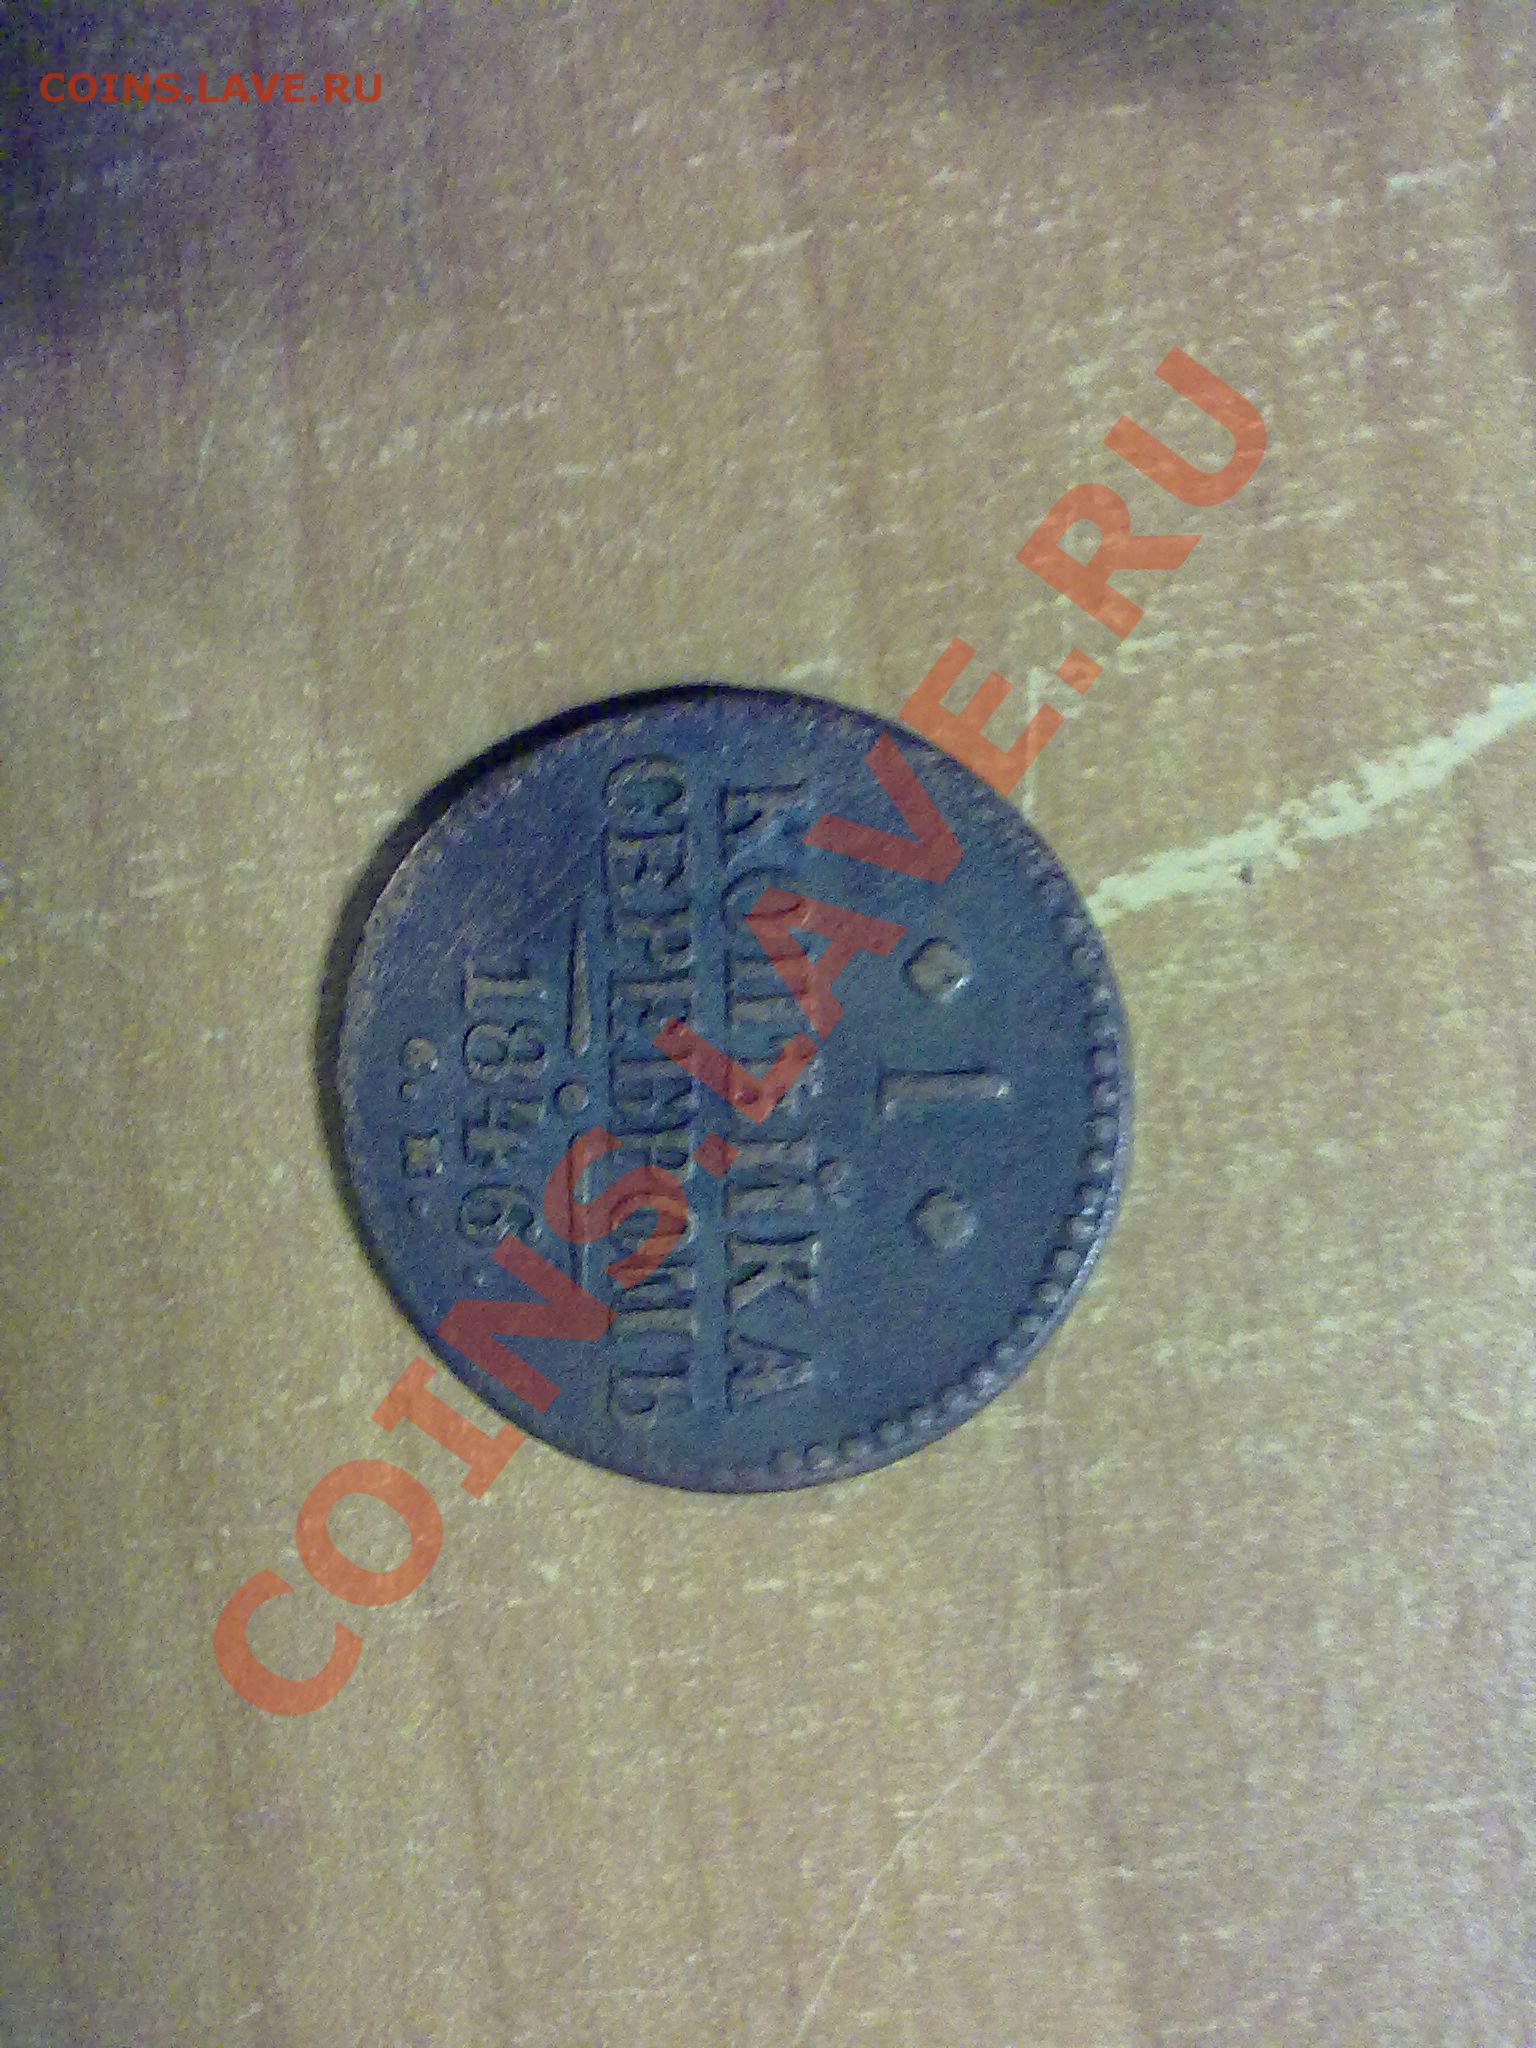 COINS.LAVE.RU
1
КОПѢЙКА
СЕРЕБРОМЪ
1846.
С. М.
COINS.LAVE.RU